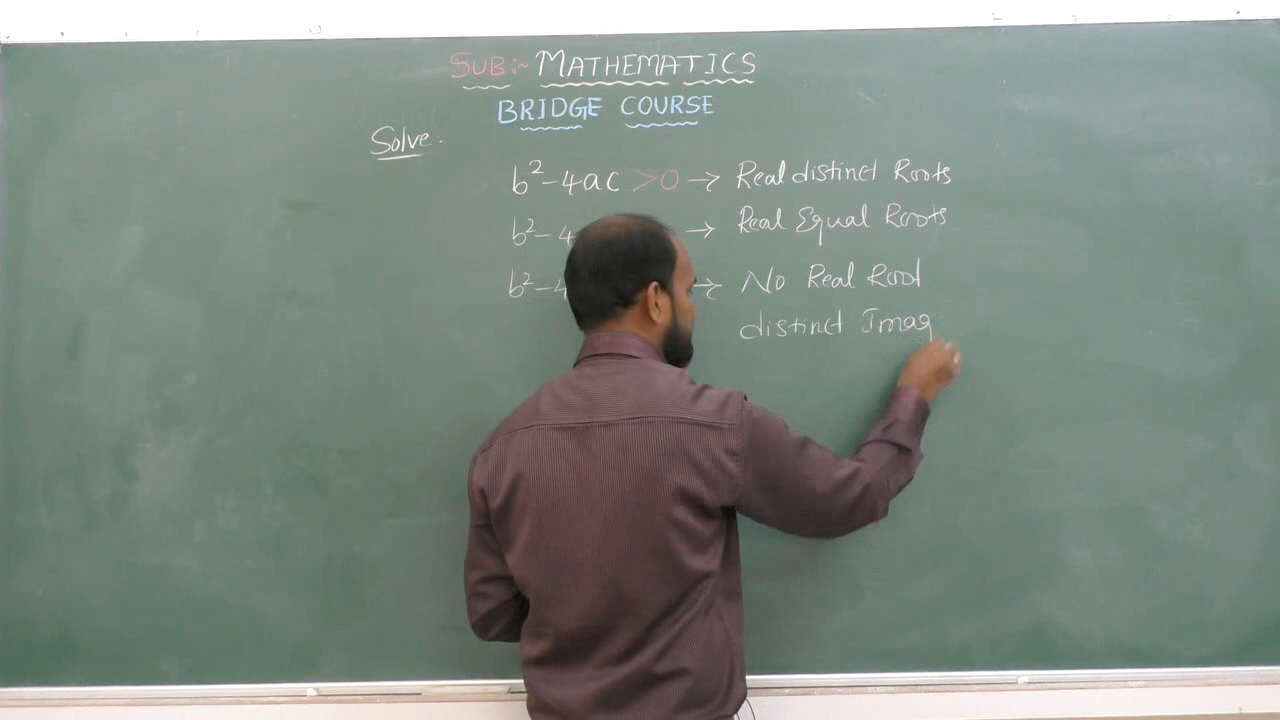 SUB:- MATHEMATICS
BRIDGE COURSE
Solve.
b²-4ac >0 → Real distinct Roots
b²-4 → Real Equal Roots
b²-4 → No Real Root
distinct Imag